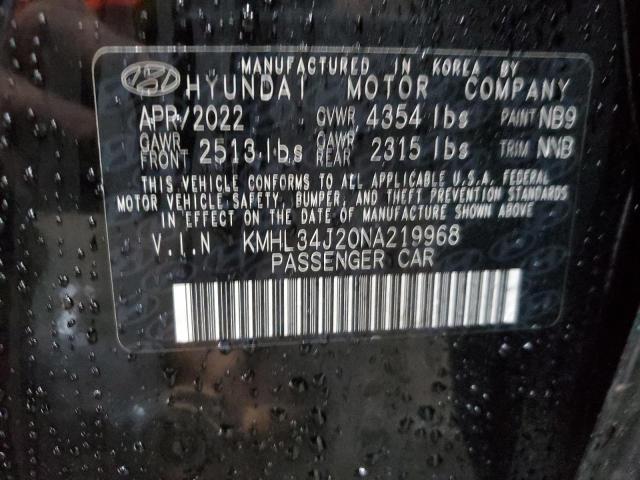 MANUFACTURED IN KOREA BY
HYUNDAI MOTOR COMPANY
APR/2022 GVWR 4354 lbs PAINT NB9
GAWR FRONT 2513 lbs GAWR REAR 2315 lbs TRIM NNB
THIS VEHICLE CONFORMS TO ALL APPLICABLE U.S.A. FEDERAL
MOTOR VEHICLE SAFETY, BUMPER, AND THEFT PREVENTION STANDARDS
IN EFFECT ON THE DATE OF MANUFACTURE SHOWN ABOVE.
V.I.N KMHL34J20NA219968
PASSENGER CAR